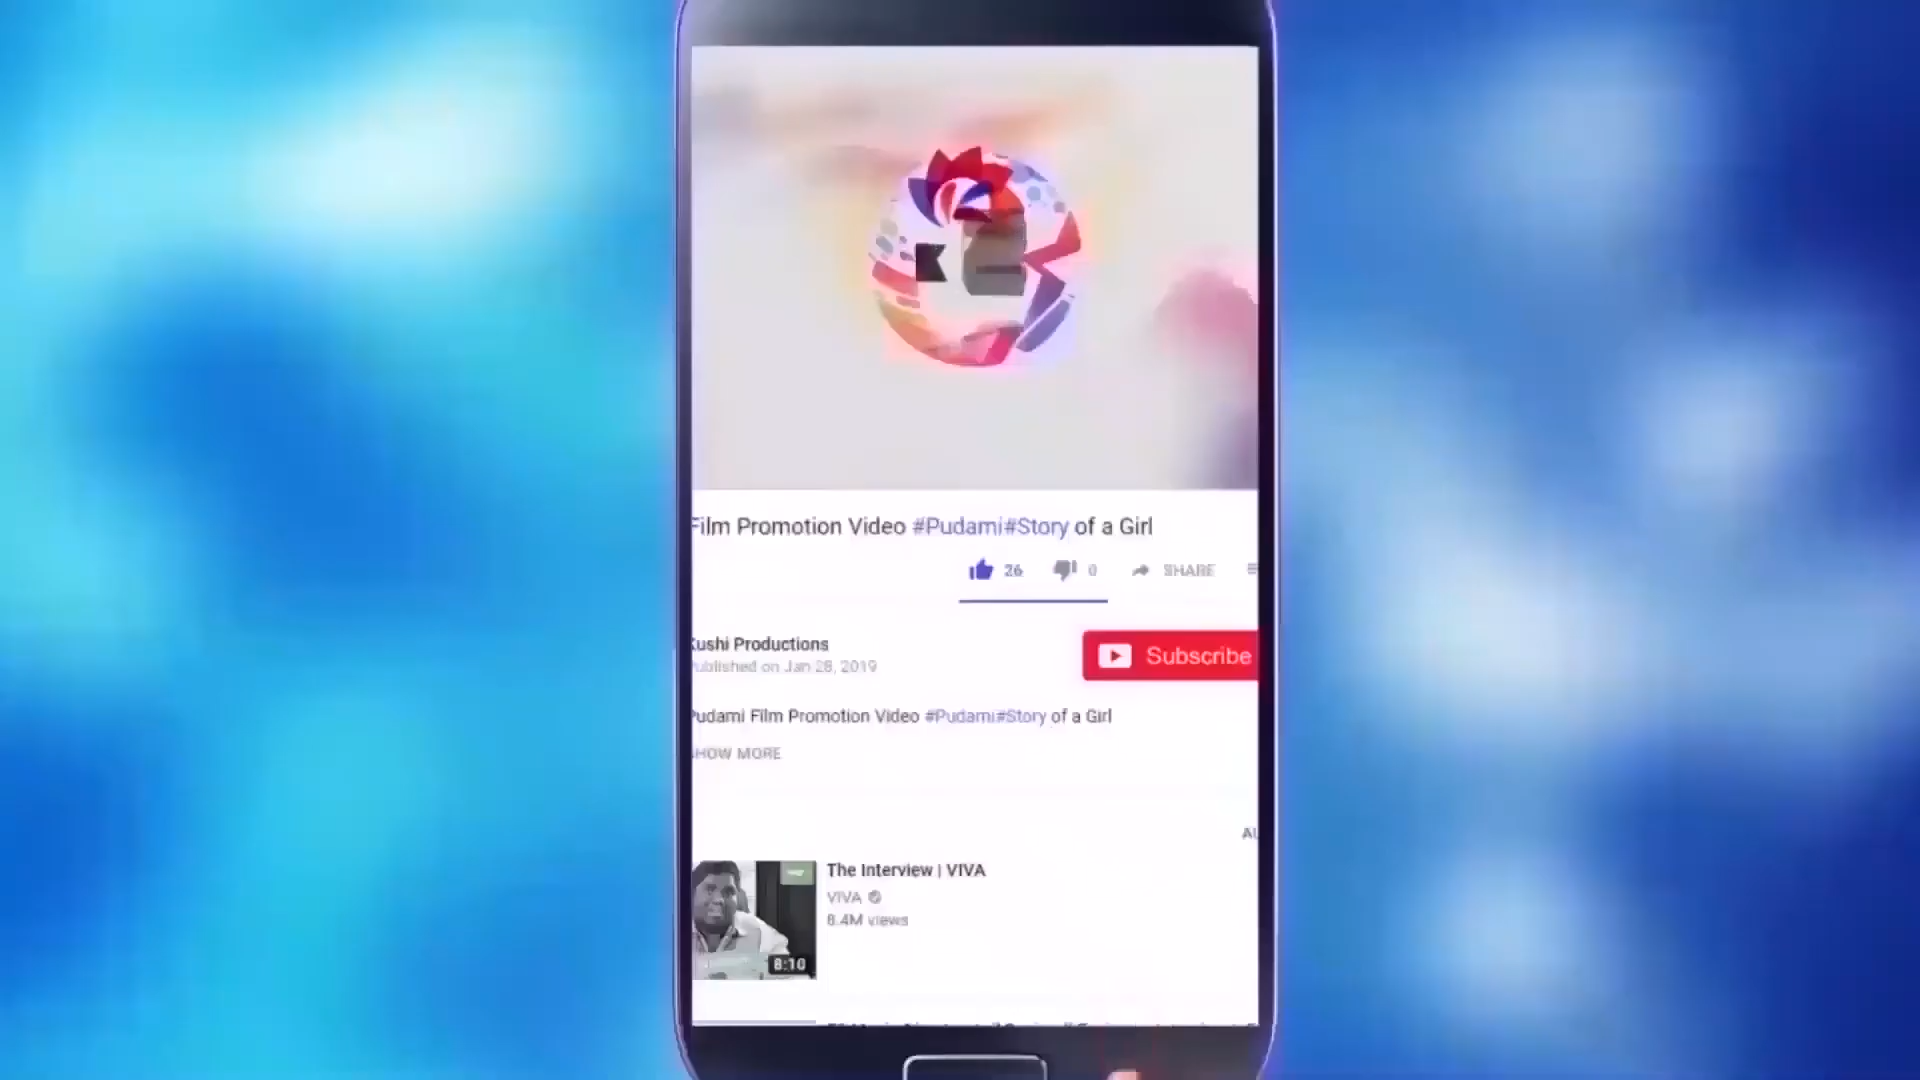 Film Promotion Video #Pudami#Story of a Girl
26 0 SHARE
Kushi Productions
Published on Jan 28, 2019
Subscribe
Pudami Film Promotion Video #Pudami#Story of a Girl
SHOW MORE
The Interview | VIVA
VIVA
8.4M views
8:10